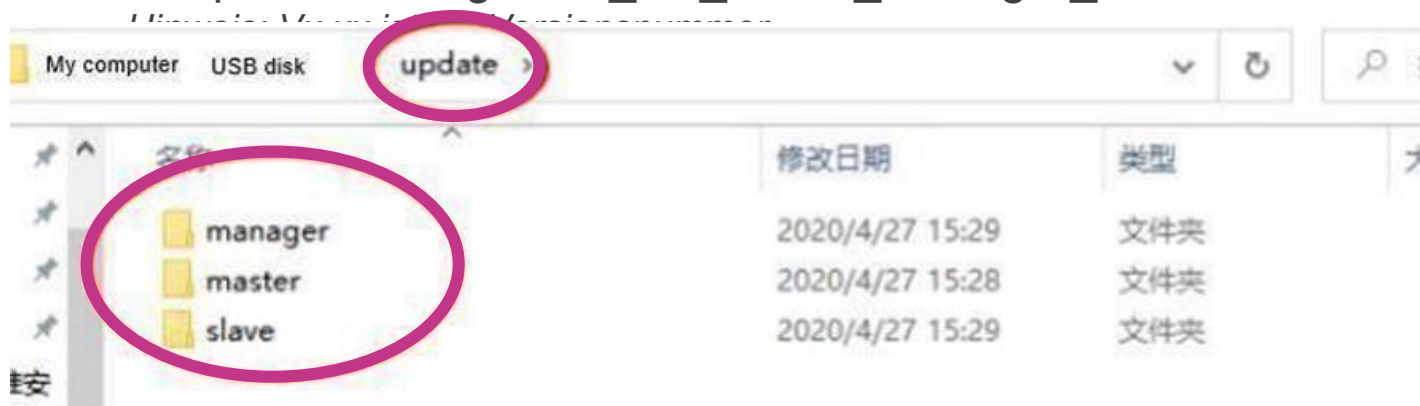 My computer USB disk update >
名称 修改日期 类型
manager 2020/4/27 15:29 文件夹
master 2020/4/27 15:28 文件夹
slave 2020/4/27 15:29 文件夹